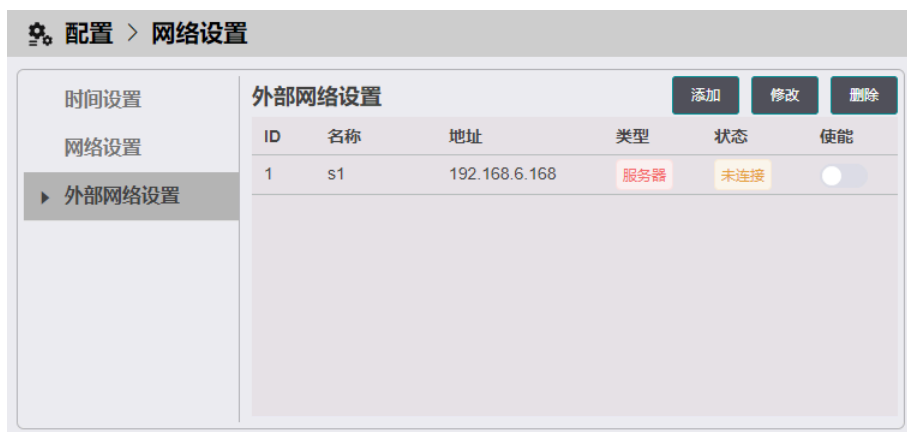 配置 > 网络设置
时间设置
网络设置
外部网络设置
外部网络设置 添加 修改 删除
ID 名称 地址 类型 状态 使能
1 s1 192.168.6.168 服务器 未连接